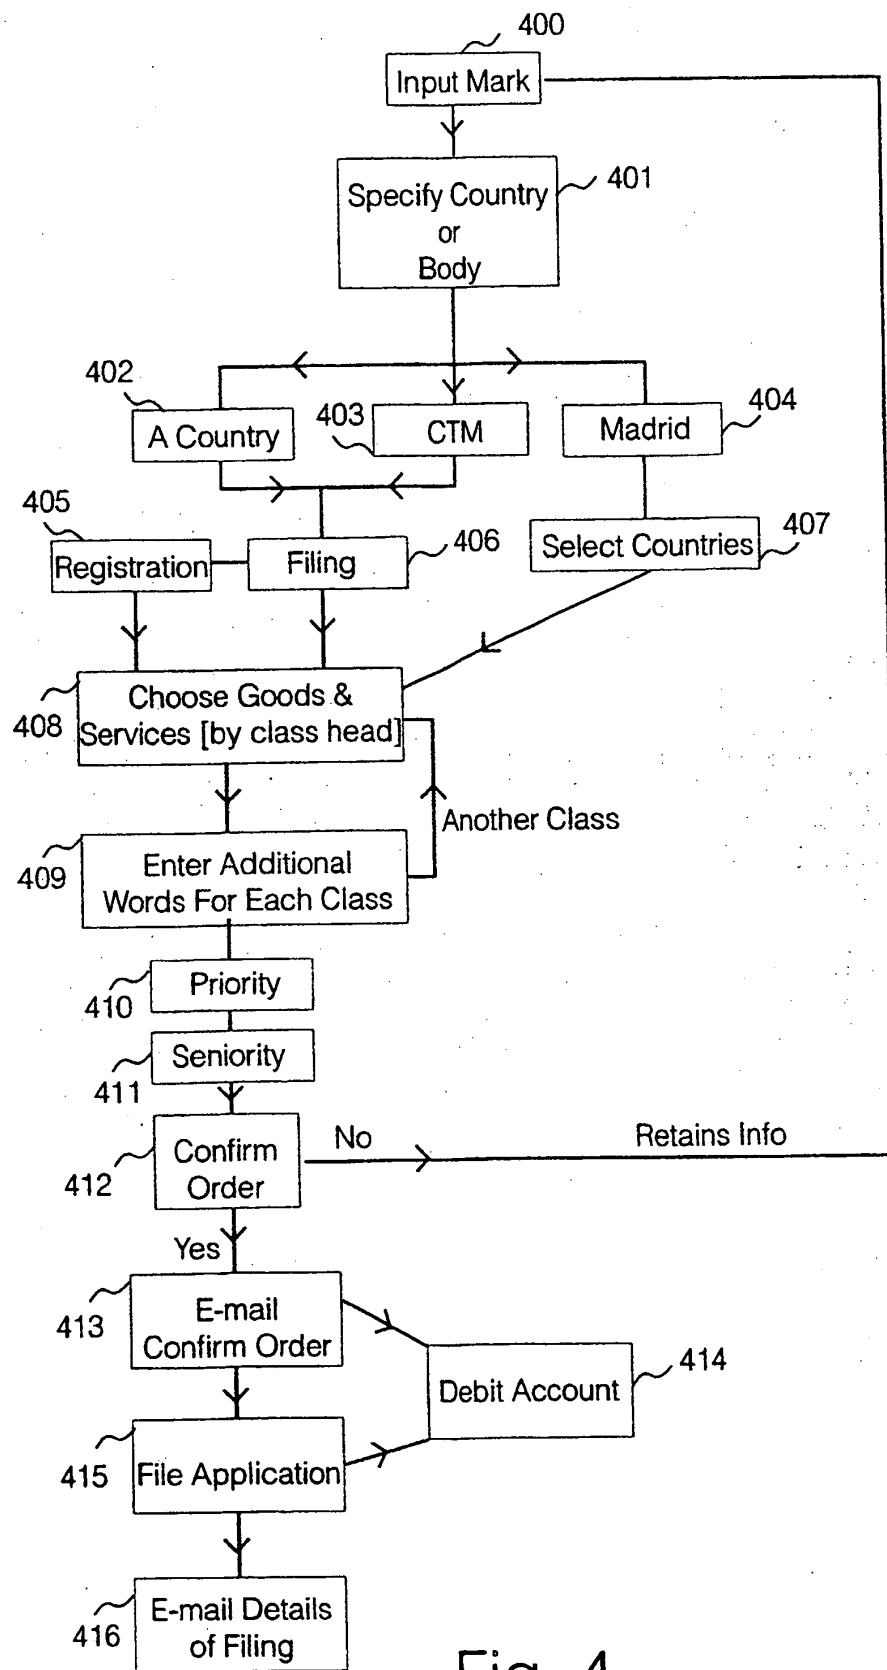 400
Input Mark
401
Specify Country
or
Body
402
A Country
403
CTM
404
Madrid
405
Registration
406
Filing
407
Select Countries
408
Choose Goods &
Services [by class head]
Another Class
409
Enter Additional
Words For Each Class
410
Priority
411
Seniority
412
Confirm
Order
No
Retains Info
Yes
413
E-mail
Confirm Order
414
Debit Account
415
File Application
416
E-mail Details
of Filing
Fig. 4